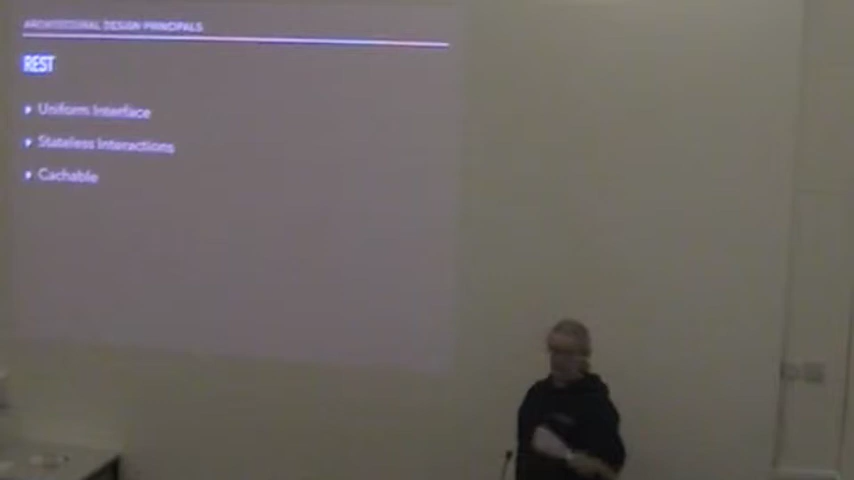 ARCHITECTURAL DESIGN PRINCIPALS
REST
Uniform Interface
Stateless Interactions
Cachable